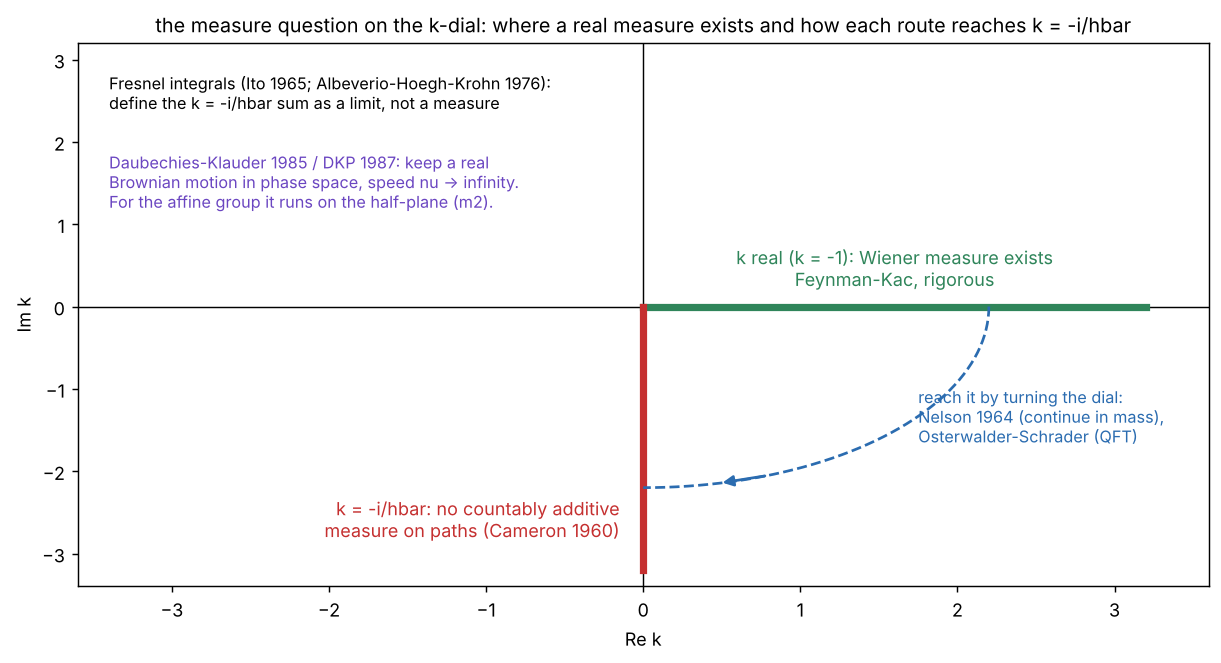 the measure question on the k-dial: where a real measure exists and how each route reaches k = -i/hbar
Fresnel integrals (Ito 1965; Albeverio-Hoegh-Krohn 1976):
define the k = -i/hbar sum as a limit, not a measure
Daubechies-Klauder 1985 / DKP 1987: keep a real
Brownian motion in phase space, speed nu → infinity.
For the affine group it runs on the half-plane (m2).
k real (k = -1): Wiener measure exists
Feynman-Kac, rigorous
reach it by turning the dial:
Nelson 1964 (continue in mass),
Osterwalder-Schrader (QFT)
k = -i/hbar: no countably additive
measure on paths (Cameron 1960)
Im k
3
2
1
0
−1
−2
−3
−3
−2
−1
0
1
2
3
Re k